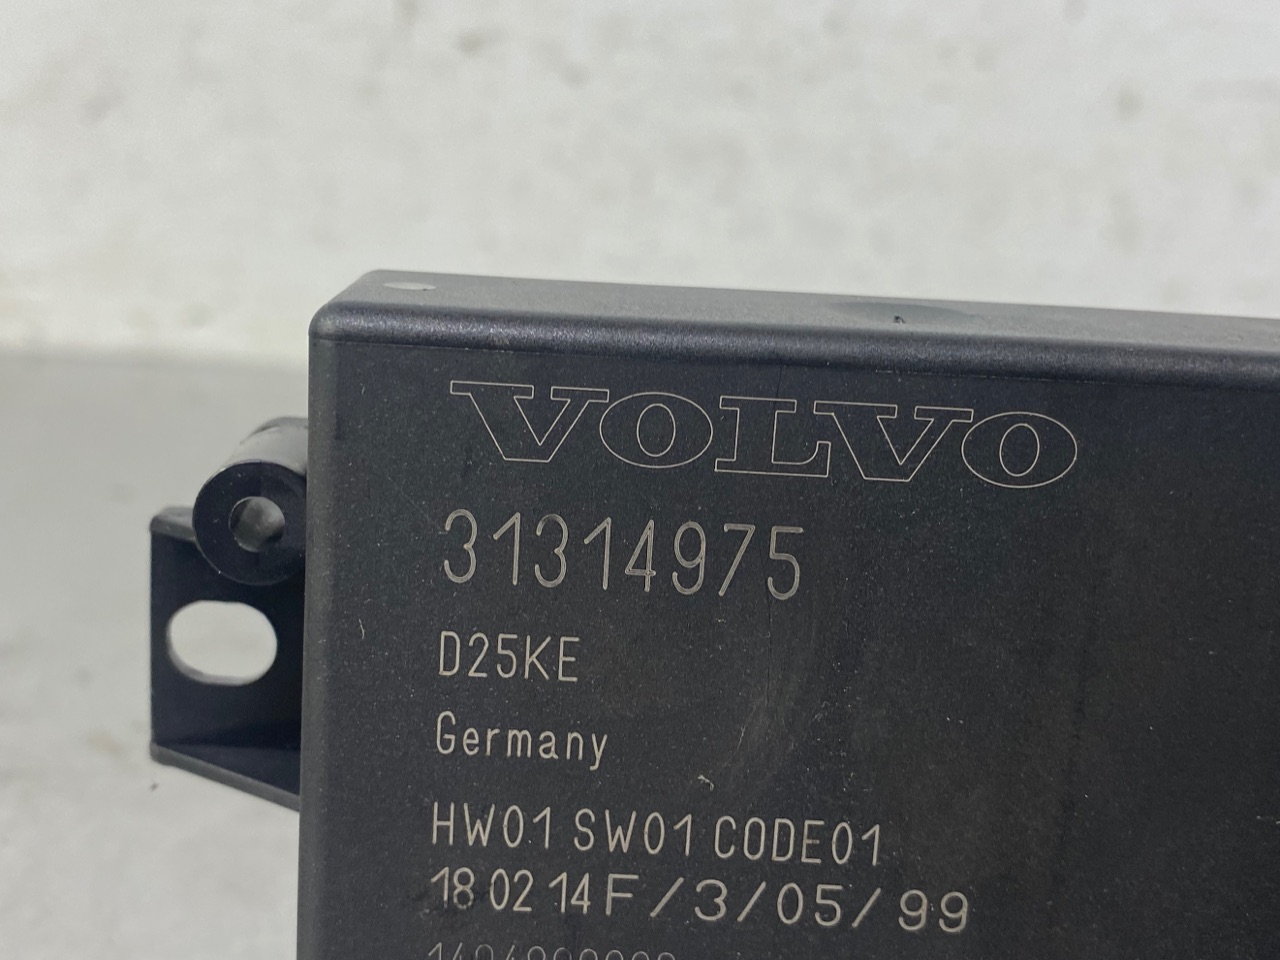 VOLVO
31314975
D25KE
Germany
HW01 SW01 CODE01
18 02 14 F / 3 / 05 / 99